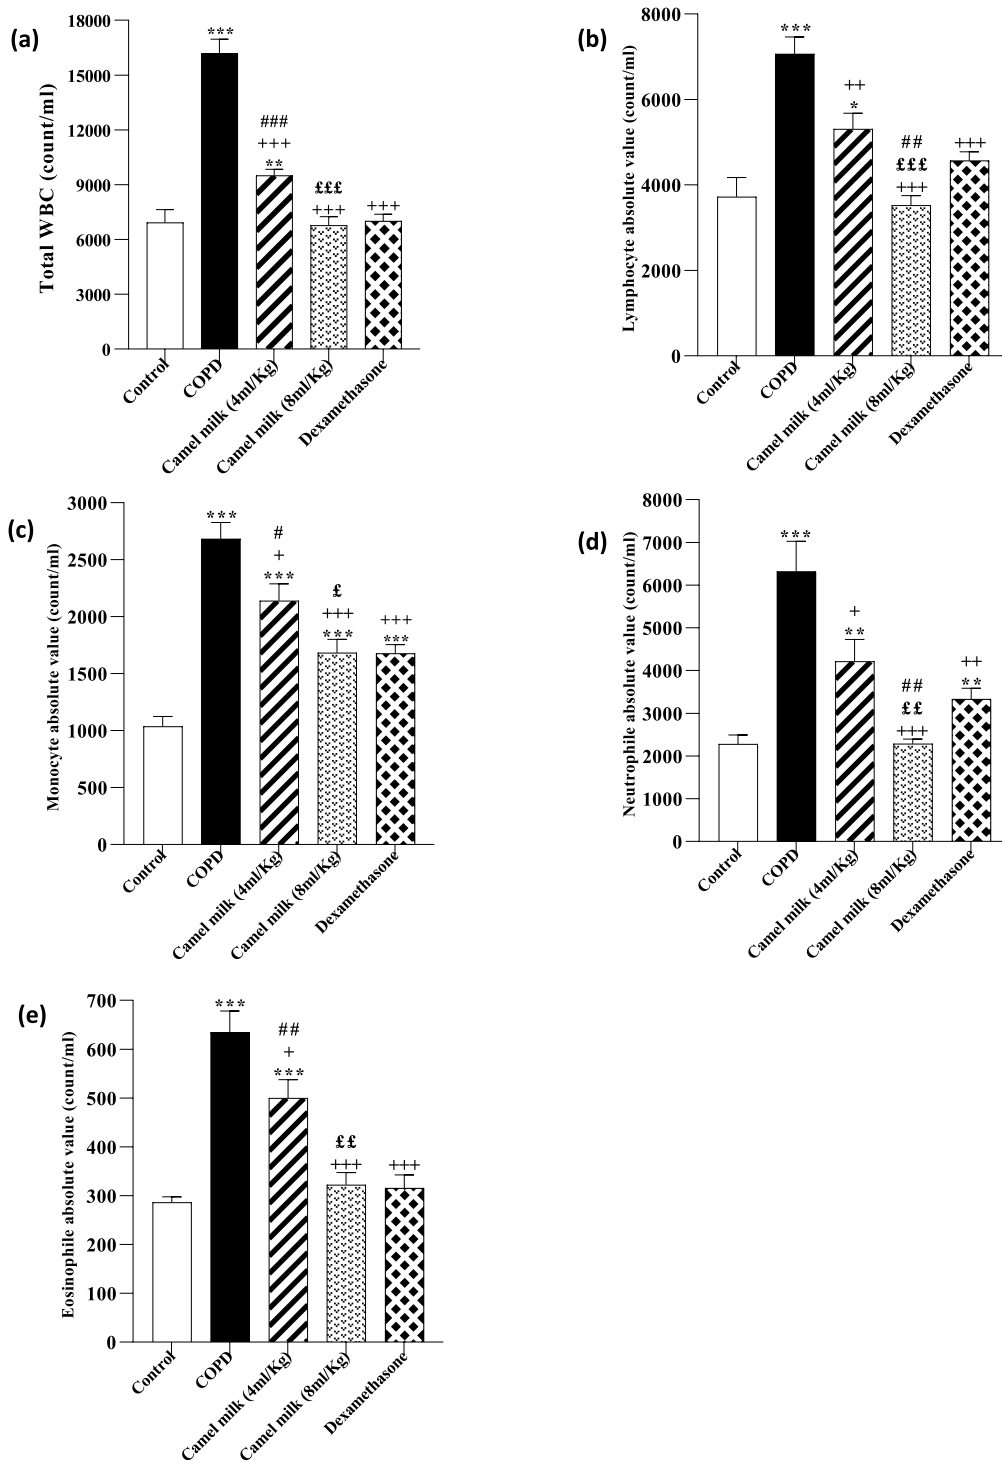 (a)
Total WBC (count/ml)
18000
15000
12000
9000
6000
3000
0
***
###
+++
**
£££
+++
+++
Control
COPD
Camel milk (4ml/Kg)
Camel milk (8ml/Kg)
Dexamethasone
(b)
Lymphocyte absolute value (count/ml)
8000
6000
4000
2000
0
***
++
*
##
£££
+++
+++
Control
COPD
Camel milk (4ml/Kg)
Camel milk (8ml/Kg)
Dexamethasone
(c)
Monocyte absolute value (count/ml)
3000
2500
2000
1500
1000
500
0
***
#
+
***
£
+++
***
+++
***
Control
COPD
Camel milk (4ml/Kg)
Camel milk (8ml/Kg)
Dexamethasone
(d)
Neutrophile absolute value (count/ml)
8000
7000
6000
5000
4000
3000
2000
1000
0
***
+
**
##
££
+++
++
**
Control
COPD
Camel milk (4ml/Kg)
Camel milk (8ml/Kg)
Dexamethasone
(e)
Eosinophile absolute value (count/ml)
700
600
500
400
300
200
100
0
***
##
+
***
££
+++
+++
Control
COPD
Camel milk (4ml/Kg)
Camel milk (8ml/Kg)
Dexamethasone